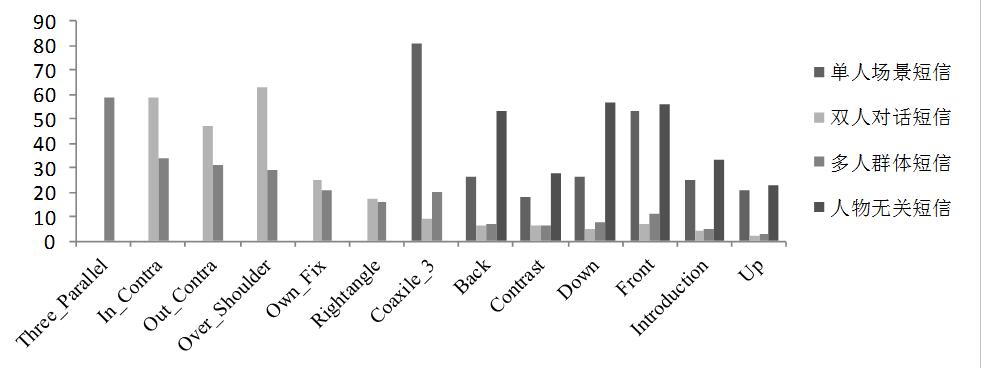 90
80
70
60
50
40
30
20
10
0
Three_Parallel
In_Contra
Out_Contra
Over_Shoulder
Own_Fix
Rightangle
Coaxile_3
Back
Contrast
Down
Front
Introduction
Up
单人场景短信
双人对话短信
多人群体短信
人物无关短信